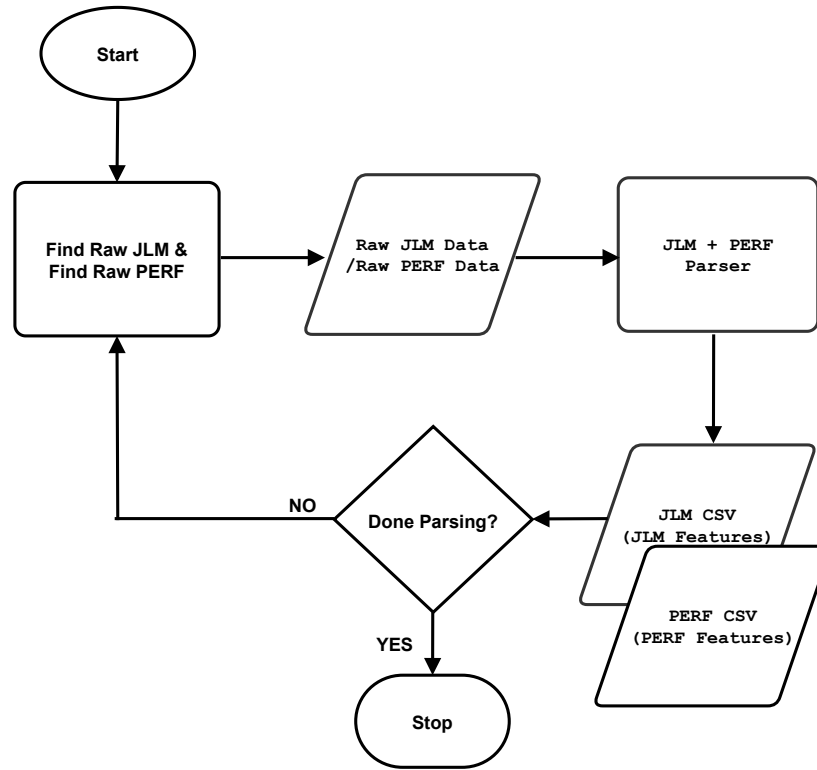 Start
Find Raw JLM &
Find Raw PERF
Raw JLM Data
/Raw PERF Data
JLM + PERF
Parser
JLM CSV
(JLM Features)
PERF CSV
(PERF Features)
Done Parsing?
NO
YES
Stop